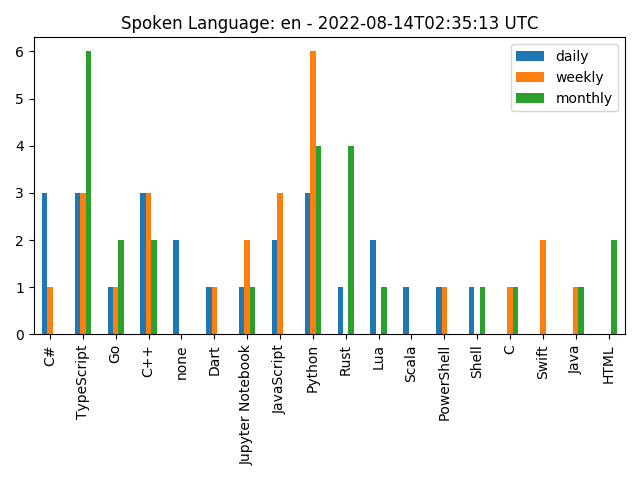 Spoken Language: en - 2022-08-14T02:35:13 UTC
daily
weekly
monthly
6
5
4
3
2
1
0
C#
TypeScript
Go
C++
none
Dart
Jupyter Notebook
JavaScript
Python
Rust
Lua
Scala
PowerShell
Shell
C
Swift
Java
HTML